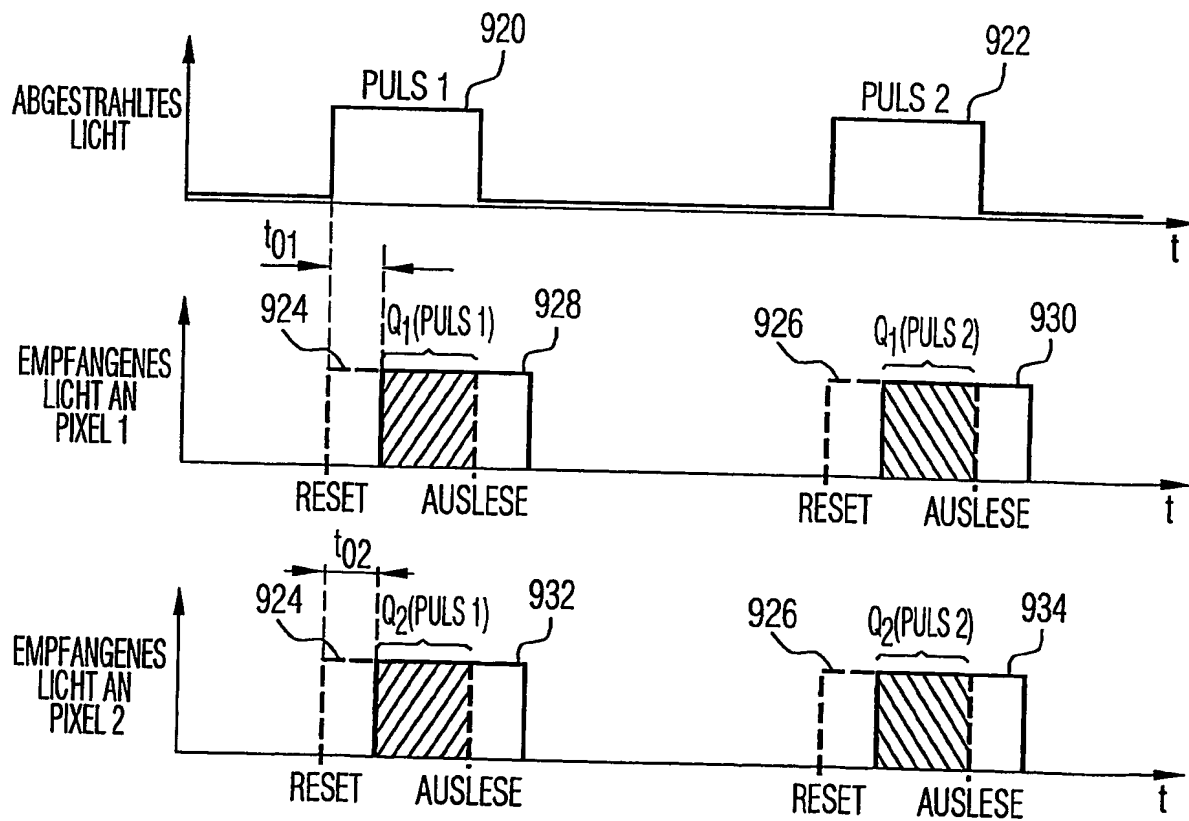 920
922
PULS 1
PULS 2
ABGESTRAHLTES
LICHT
t
t01
924
Q1(PULS 1)
928
926
Q1(PULS 2)
930
EMPFANGENES
LICHT AN
PIXEL 1
RESET
AUSLESE
RESET
AUSLESE
t
t02
924
Q2(PULS 1)
932
926
Q2(PULS 2)
934
EMPFANGENES
LICHT AN
PIXEL 2
RESET
AUSLESE
RESET
AUSLESE
t